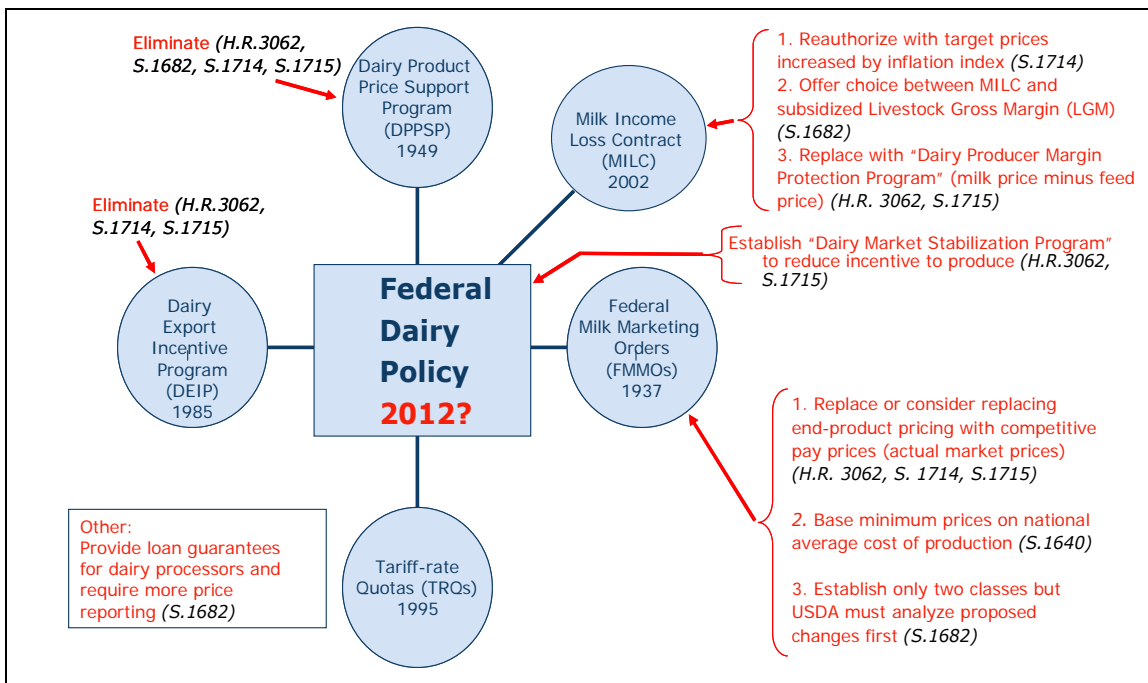 Eliminate (H.R.3062,
S.1682, S.1714, S.1715)
Dairy Product
Price Support
Program
(DPPSP)
1949
Milk Income
Loss Contract
(MILC)
2002
1. Reauthorize with target prices
increased by inflation index (S.1714)
2. Offer choice between MILC and
subsidized Livestock Gross Margin (LGM)
(S.1682)
3. Replace with “Dairy Producer Margin
Protection Program” (milk price minus feed
price) (H.R. 3062, S.1715)
Eliminate (H.R.3062,
S.1714, S.1715)
Establish “Dairy Market Stabilization Program”
to reduce incentive to produce (H.R.3062,
S.1715)
Dairy
Export
Incentive
Program
(DEIP)
1985
Federal
Dairy
Policy
2012?
Federal
Milk Marketing
Orders
(FMMOs)
1937
1. Replace or consider replacing
end-product pricing with competitive
pay prices (actual market prices)
(H.R. 3062, S. 1714, S.1715)
2. Base minimum prices on national
average cost of production (S.1640)
3. Establish only two classes but
USDA must analyze proposed
changes first (S.1682)
Other:
Provide loan guarantees
for dairy processors and
require more price
reporting (S.1682)
Tariff-rate
Quotas (TRQs)
1995